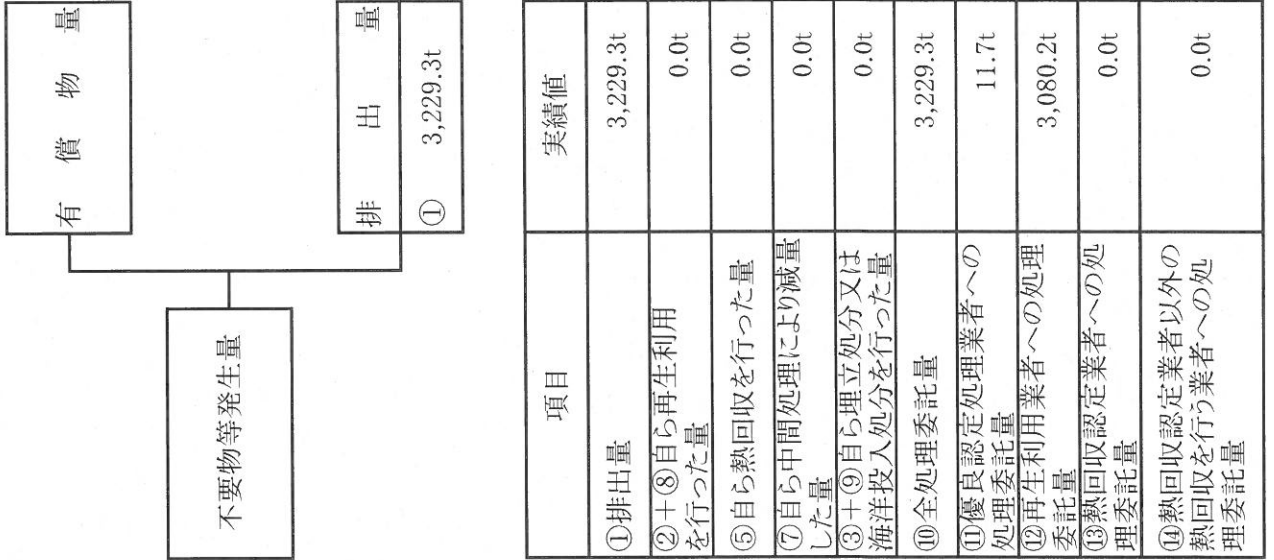 有償物量
不要物等発生量
排出量
① 3,229.3t
項目 実績値
①排出量 3,229.3t
②+⑧自ら再生利用
を行った量 0.0t
⑤自ら熱回収を行った量 0.0t
⑦自ら中間処理により減量
した量 0.0t
③+⑨自ら埋立処分又は
海洋投入処分を行った量 0.0t
⑩全処理委託量 3,229.3t
⑪優良認定処理業者への
処理委託量 11.7t
⑫再生利用業者への処理
委託量 3,080.2t
⑬熱回収認定業者への処
理委託量 0.0t
⑭熱回収認定業者以外の
熱回収を行う業者への処
理委託量 0.0t